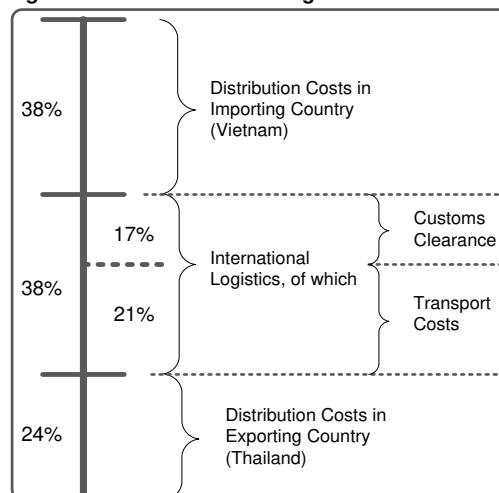 38%
Distribution Costs in
Importing Country
(Vietnam)
17%
Customs
Clearance
International
Logistics, of which
38%
21%
Transport
Costs
24%
Distribution Costs in
Exporting Country
(Thailand)